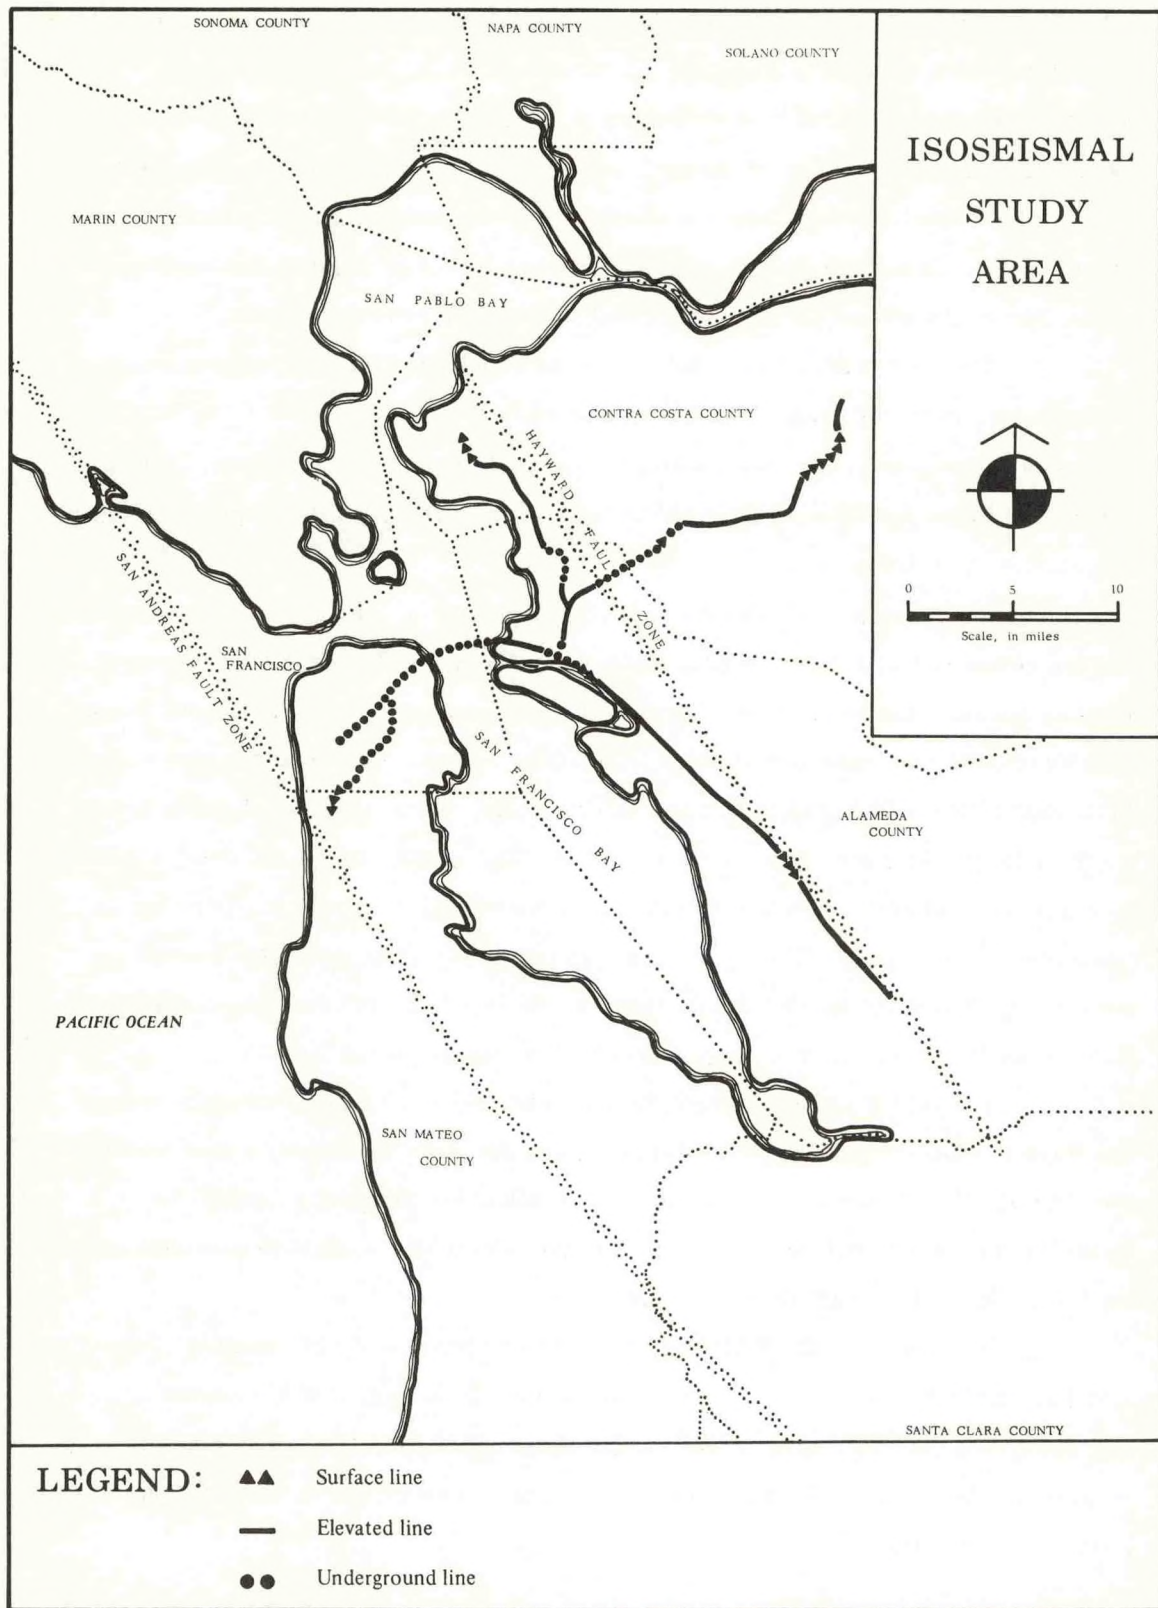 SONOMA COUNTY
NAPA COUNTY
SOLANO COUNTY
ISOSEISMAL
STUDY
AREA
MARIN COUNTY
SAN PABLO BAY
CONTRA COSTA COUNTY
HAYWARD FAULT ZONE
0 5 10
Scale, in miles
SAN ANDREAS FAULT ZONE
SAN
FRANCISCO
SAN FRANCISCO BAY
ALAMEDA
COUNTY
PACIFIC OCEAN
SAN MATEO
COUNTY
SANTA CLARA COUNTY
LEGEND:
Surface line
Elevated line
Underground line